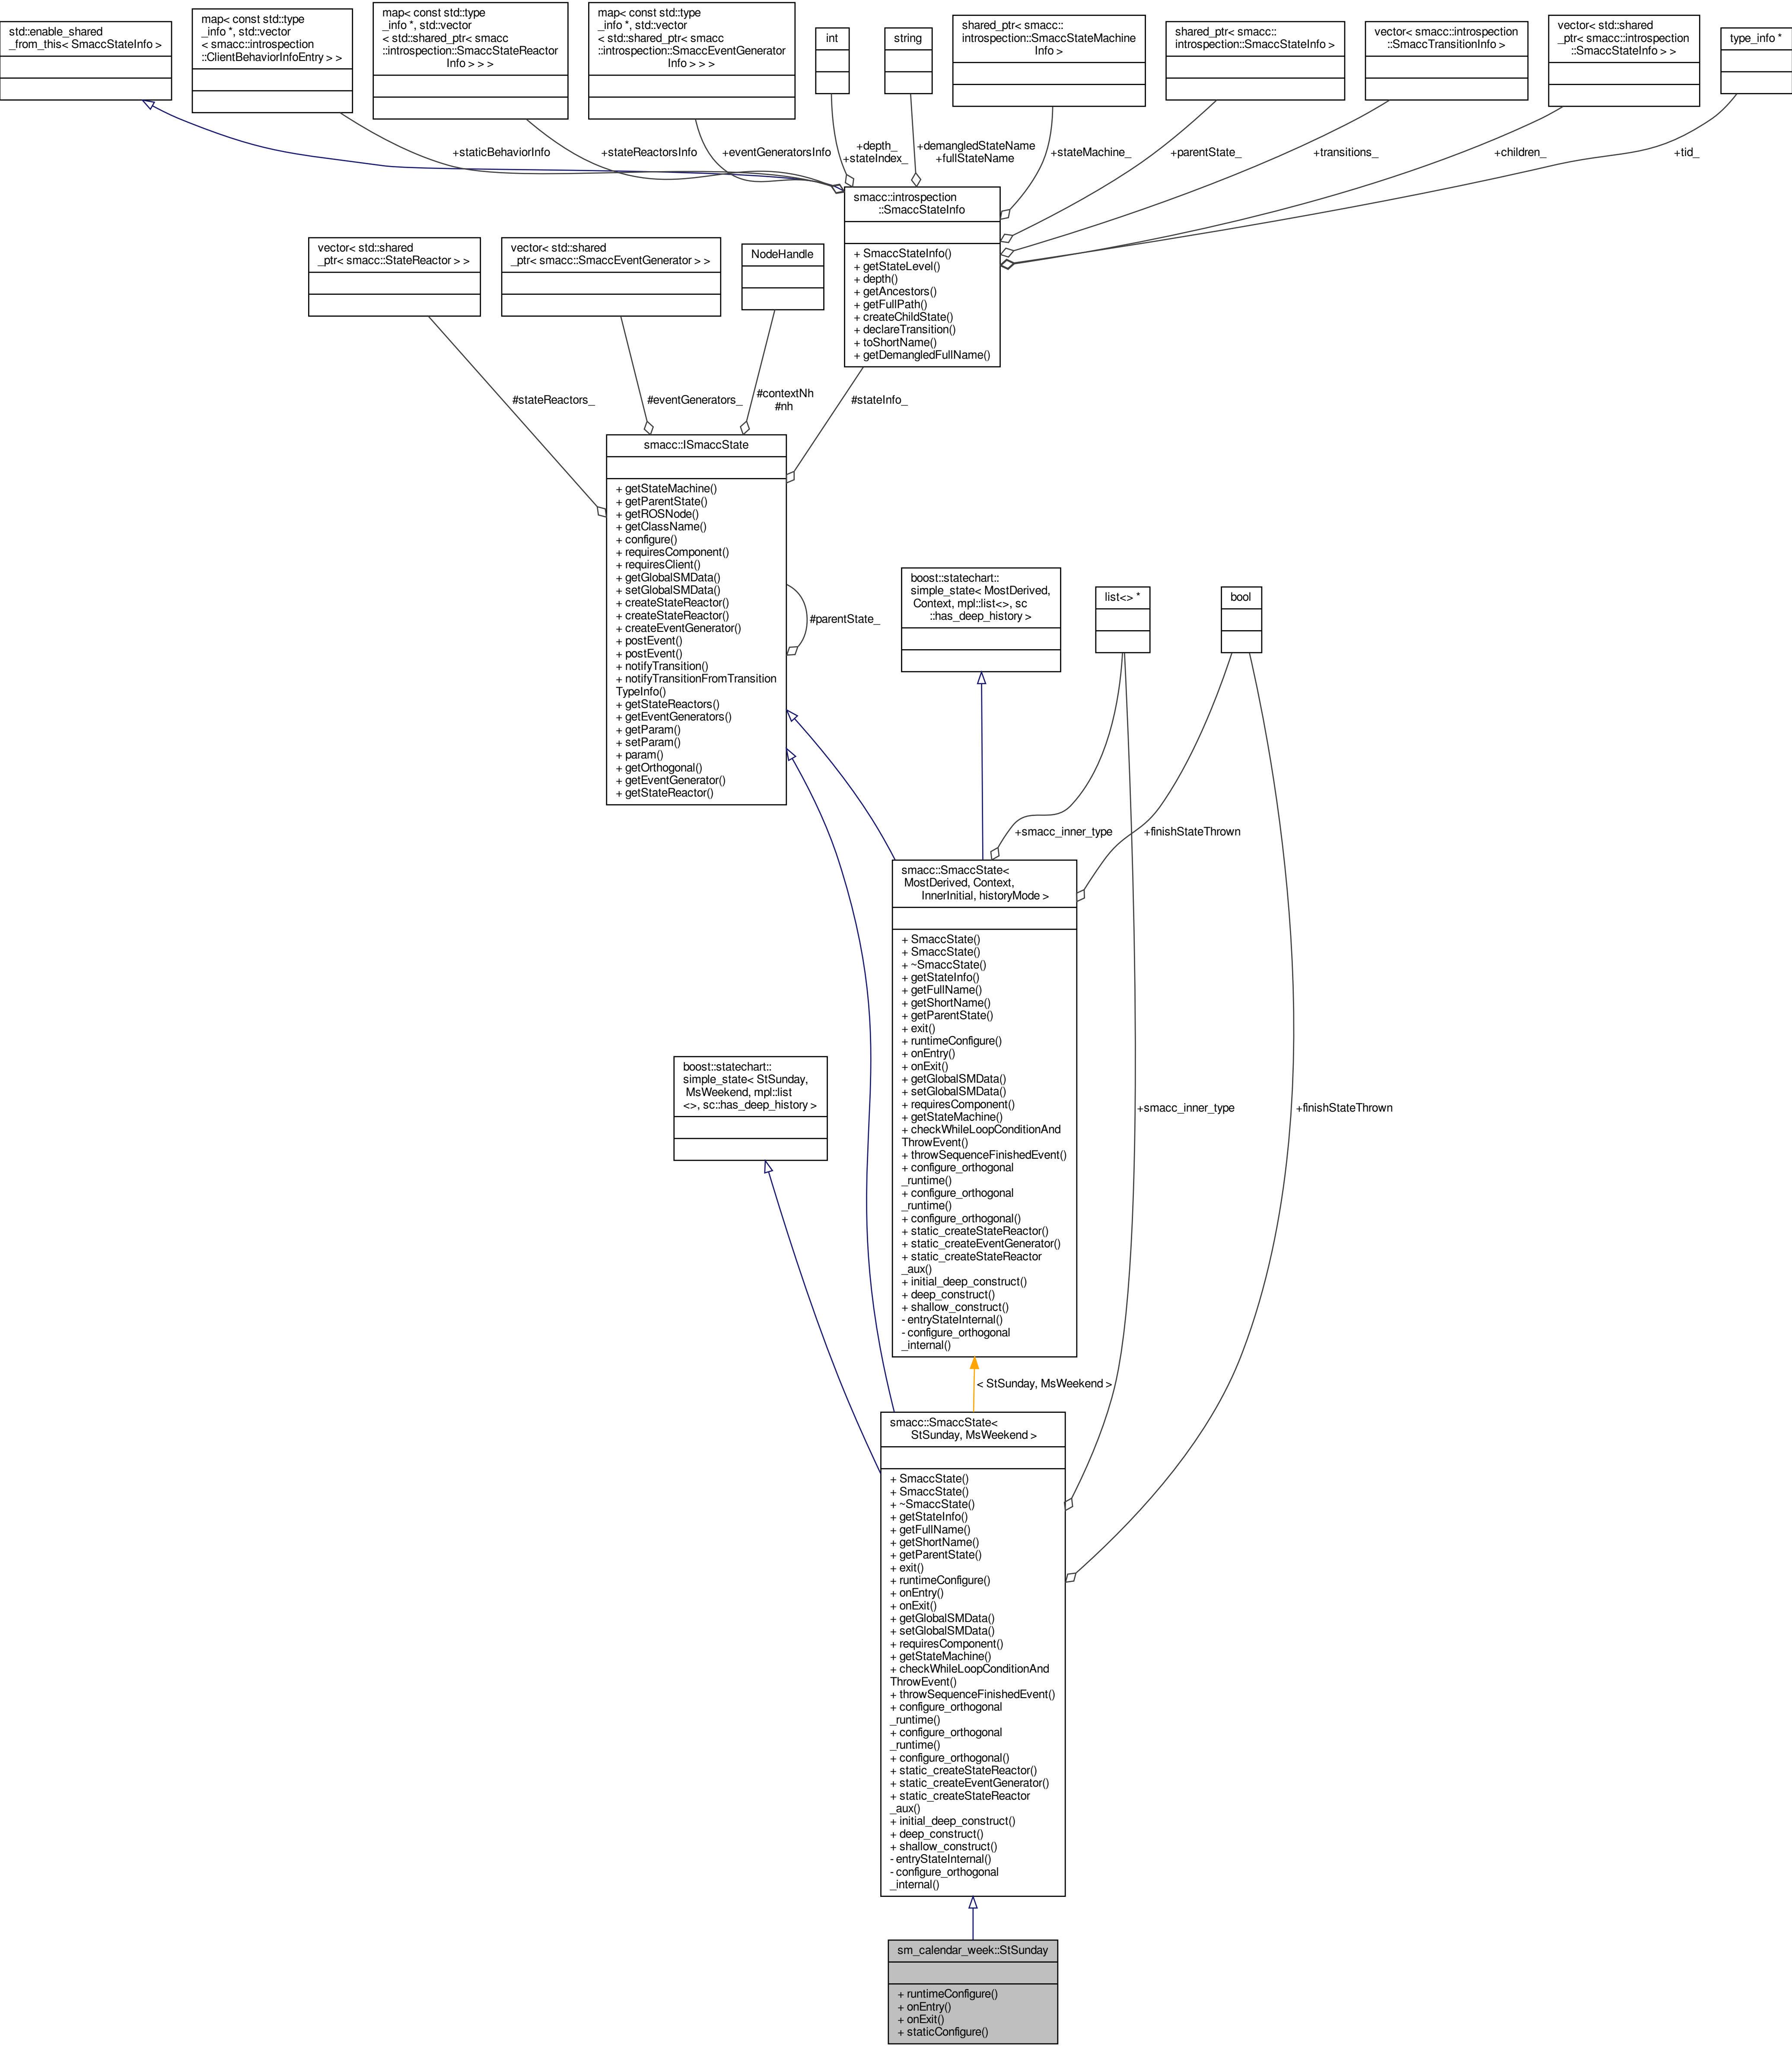 std::enable_shared
_from_this< SmaccStateInfo >
map< const std::type
_info *, std::vector
< smacc::introspection
::ClientBehaviorInfoEntry > >
map< const std::type
_info *, std::vector
< std::shared_ptr< smacc
::introspection::SmaccStateReactor
Info > > >
map< const std::type
_info *, std::vector
< std::shared_ptr< smacc
::introspection::SmaccEventGenerator
Info > > >
int
string
shared_ptr< smacc::
introspection::SmaccStateMachine
Info >
shared_ptr< smacc::
introspection::SmaccStateInfo >
vector< smacc::introspection
::SmaccTransitionInfo >
vector< std::shared
_ptr< smacc::introspection
::SmaccStateInfo > >
type_info *
+staticBehaviorInfo
+stateReactorsInfo
+eventGeneratorsInfo
+depth_
+stateIndex_
+demangledStateName
+fullStateName
+stateMachine_
+parentState_
+transitions_
+children_
+tid_
smacc::introspection
::SmaccStateInfo
+ SmaccStateInfo()
+ getStateLevel()
+ depth()
+ getAncestors()
+ getFullPath()
+ createChildState()
+ declareTransition()
+ toShortName()
+ getDemangledFullName()
vector< std::shared
_ptr< smacc::StateReactor > >
vector< std::shared
_ptr< smacc::SmaccEventGenerator > >
NodeHandle
#stateReactors_
#eventGenerators_
#contextNh
#nh
#stateInfo_
smacc::ISmaccState
+ getStateMachine()
+ getParentState()
+ getROSNode()
+ getClassName()
+ configure()
+ requiresComponent()
+ requiresClient()
+ getGlobalSMData()
+ setGlobalSMData()
+ createStateReactor()
+ createStateReactor()
+ createEventGenerator()
+ postEvent()
+ postEvent()
+ notifyTransition()
+ notifyTransitionFromTransition
TypeInfo()
+ getStateReactors()
+ getEventGenerators()
+ getParam()
+ setParam()
+ param()
+ getOrthogonal()
+ getEventGenerator()
+ getStateReactor()
#parentState_
boost::statechart::
simple_state< MostDerived,
Context, mpl::list<>, sc
::has_deep_history >
list<> *
bool
+smacc_inner_type
+finishStateThrown
smacc::SmaccState<
MostDerived, Context,
InnerInitial, historyMode >
+ SmaccState()
+ SmaccState()
+ ~SmaccState()
+ getStateInfo()
+ getFullName()
+ getShortName()
+ getParentState()
+ exit()
+ runtimeConfigure()
+ onEntry()
+ onExit()
+ getGlobalSMData()
+ setGlobalSMData()
+ requiresComponent()
+ getStateMachine()
+ checkWhileLoopConditionAnd
ThrowEvent()
+ throwSequenceFinishedEvent()
+ configure_orthogonal
_runtime()
+ configure_orthogonal
_runtime()
+ configure_orthogonal()
+ static_createStateReactor()
+ static_createEventGenerator()
+ static_createStateReactor
_aux()
+ initial_deep_construct()
+ deep_construct()
+ shallow_construct()
- entryStateInternal()
- configure_orthogonal
_internal()
boost::statechart::
simple_state< StSunday,
MsWeekend, mpl::list
<>, sc::has_deep_history >
+smacc_inner_type
+finishStateThrown
< StSunday, MsWeekend >
smacc::SmaccState<
StSunday, MsWeekend >
+ SmaccState()
+ SmaccState()
+ ~SmaccState()
+ getStateInfo()
+ getFullName()
+ getShortName()
+ getParentState()
+ exit()
+ runtimeConfigure()
+ onEntry()
+ onExit()
+ getGlobalSMData()
+ setGlobalSMData()
+ requiresComponent()
+ getStateMachine()
+ checkWhileLoopConditionAnd
ThrowEvent()
+ throwSequenceFinishedEvent()
+ configure_orthogonal
_runtime()
+ configure_orthogonal
_runtime()
+ configure_orthogonal()
+ static_createStateReactor()
+ static_createEventGenerator()
+ static_createStateReactor
_aux()
+ initial_deep_construct()
+ deep_construct()
+ shallow_construct()
- entryStateInternal()
- configure_orthogonal
_internal()
sm_calendar_week::StSunday
+ runtimeConfigure()
+ onEntry()
+ onExit()
+ staticConfigure()